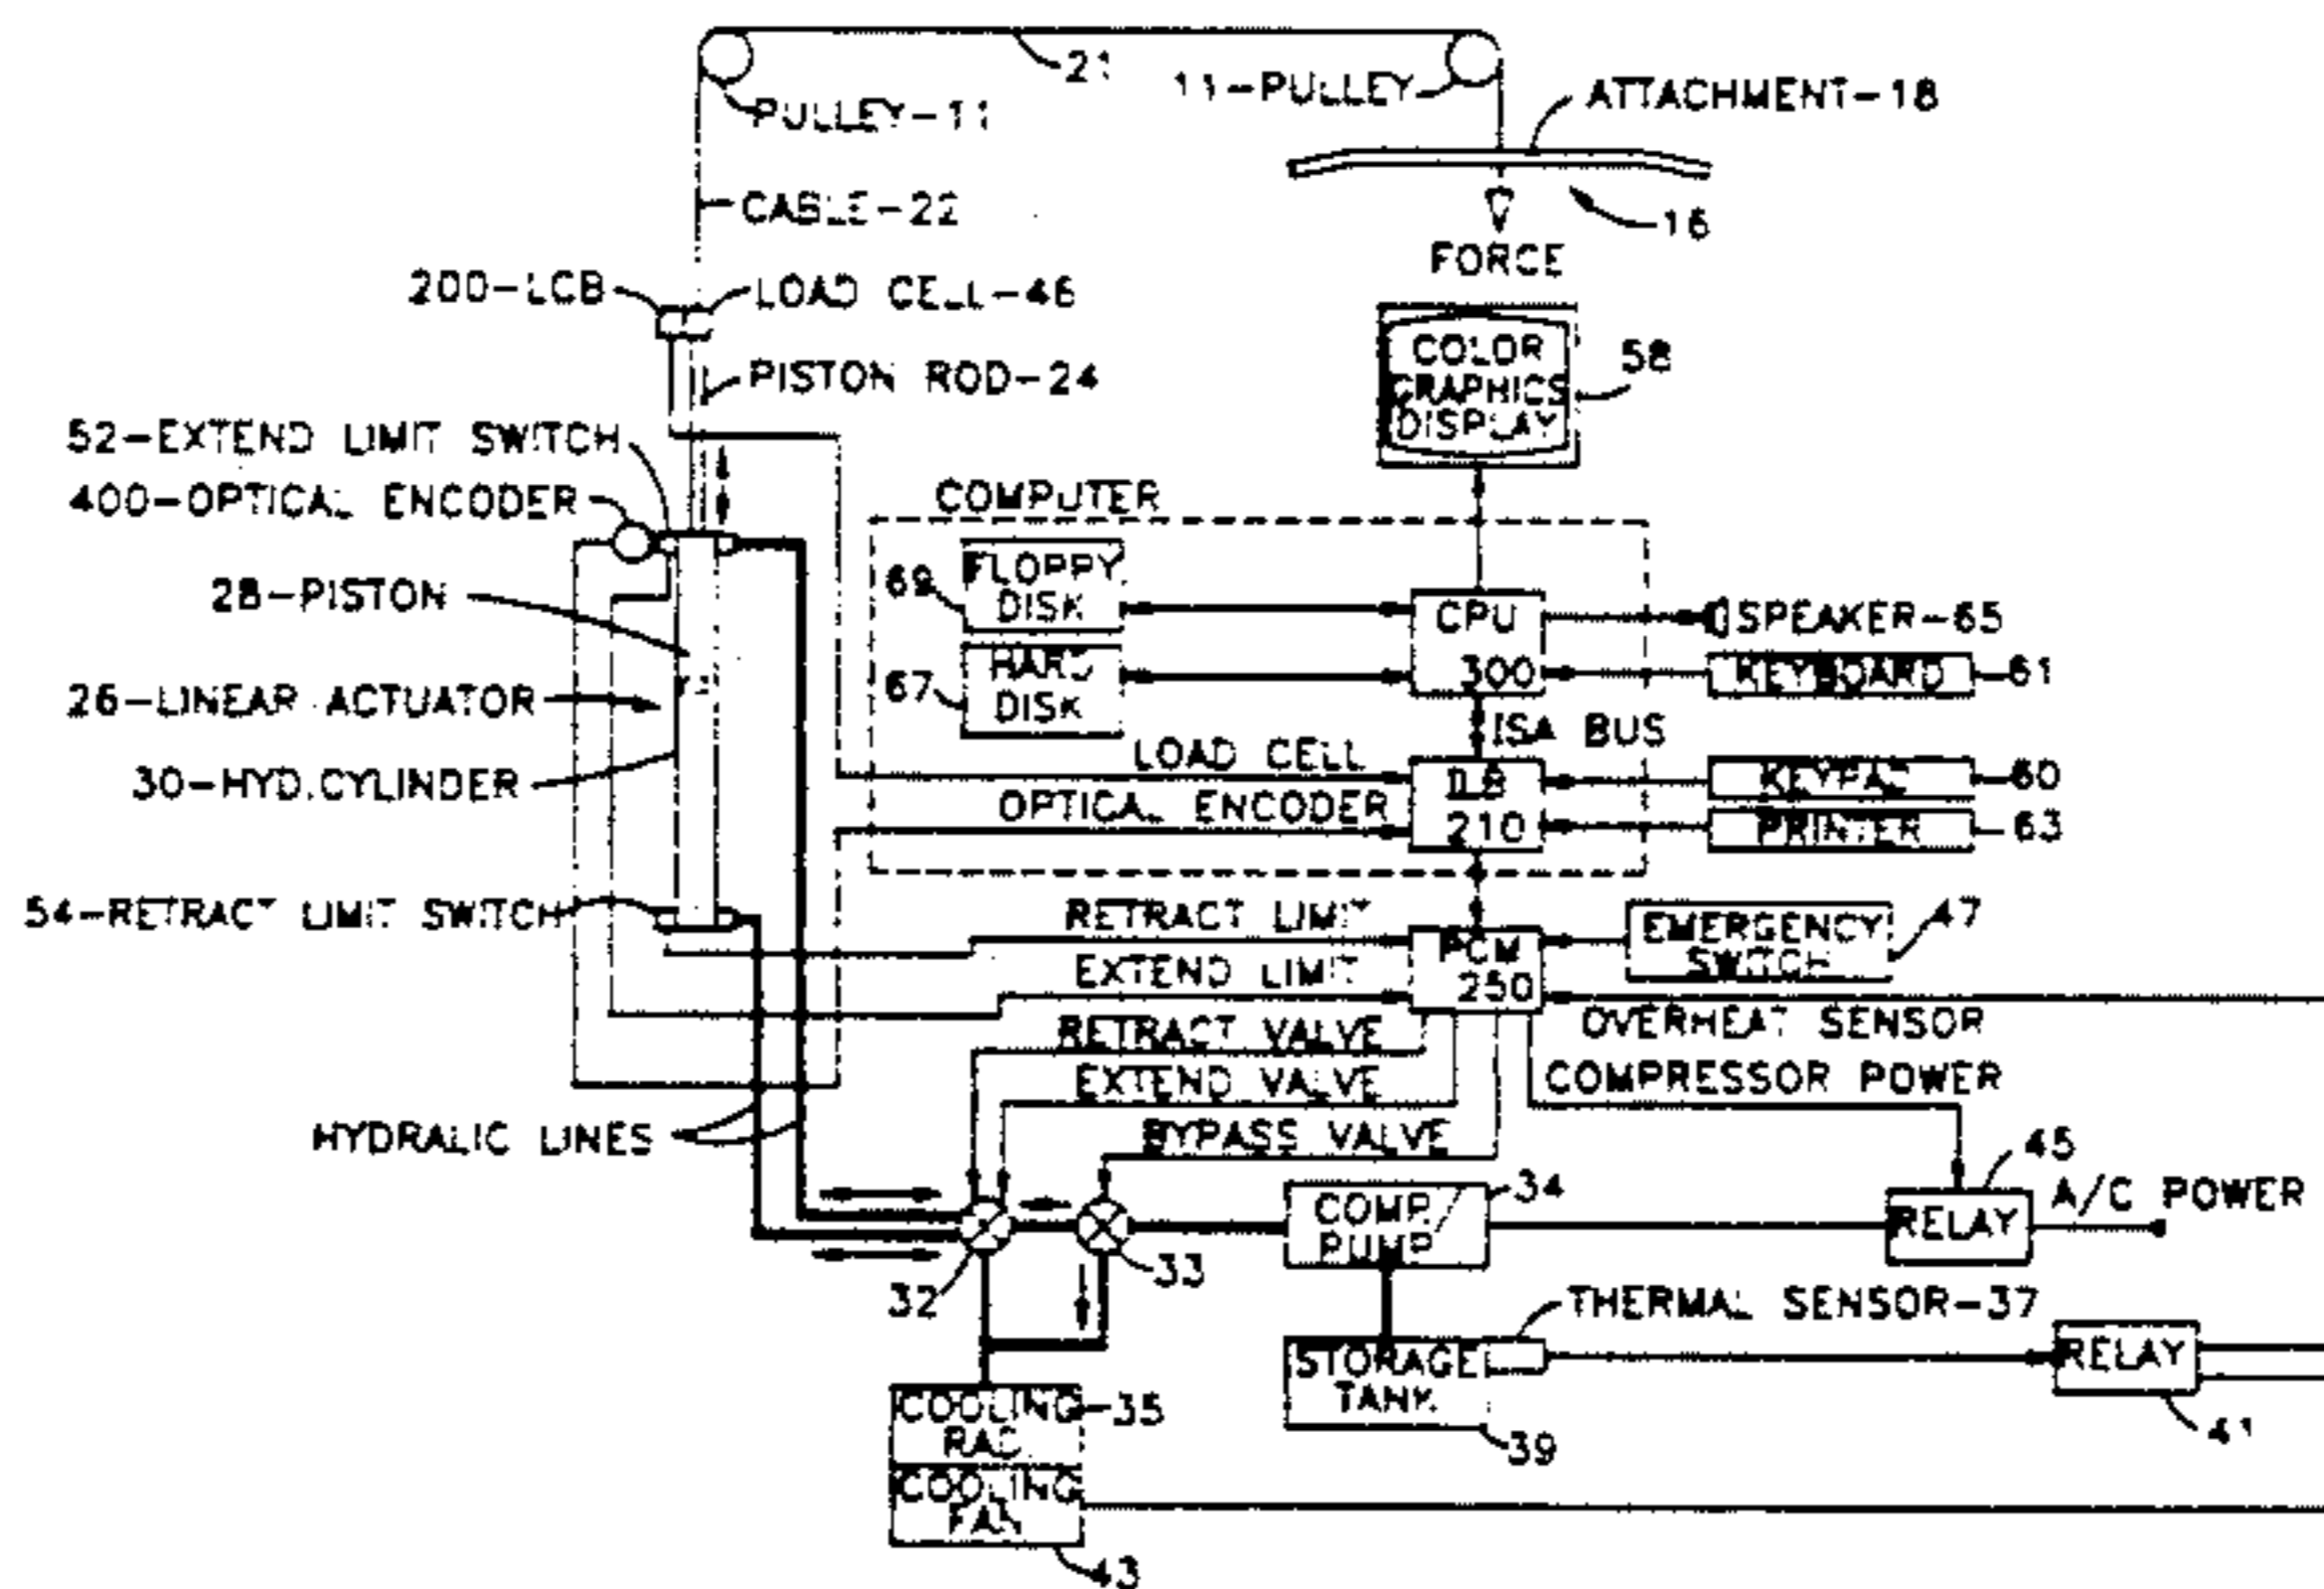 21
PULLEY-11
11-PULLEY
ATTACHMENT-18
CABLE-22
16
FORCE
200-LCB
LOAD CELL-46
PISTON ROD-24
COLOR
GRAPHICS
DISPLAY
58
52-EXTEND LIMIT SWITCH
400-OPTICAL ENCODER
COMPUTER
FLOPPY
DISK
69
CPU
300
SPEAKER-65
28-PISTON
HARD
DISK
67
KEYBOARD
61
26-LINEAR ACTUATOR
ISA BUS
30-HYD.CYLINDER
LOAD CELL
ILB
210
KEYPAD
60
OPTICAL ENCODER
PRINTER
63
54-RETRACT LIMIT SWITCH
RETRACT LIMIT
PCM
250
EMERGENCY
SWITCH
47
EXTEND LIMIT
RETRACT VALVE
OVERHEAT SENSOR
EXTEND VALVE
COMPRESSOR POWER
HYDRALIC LINES
BYPASS VALVE
45
32
33
COMP./
PUMP
34
RELAY
A/C POWER
THERMAL SENSOR-37
STORAGE
TANK
39
RELAY
41
COOLING
RAD.
35
COOLING
FAN
43